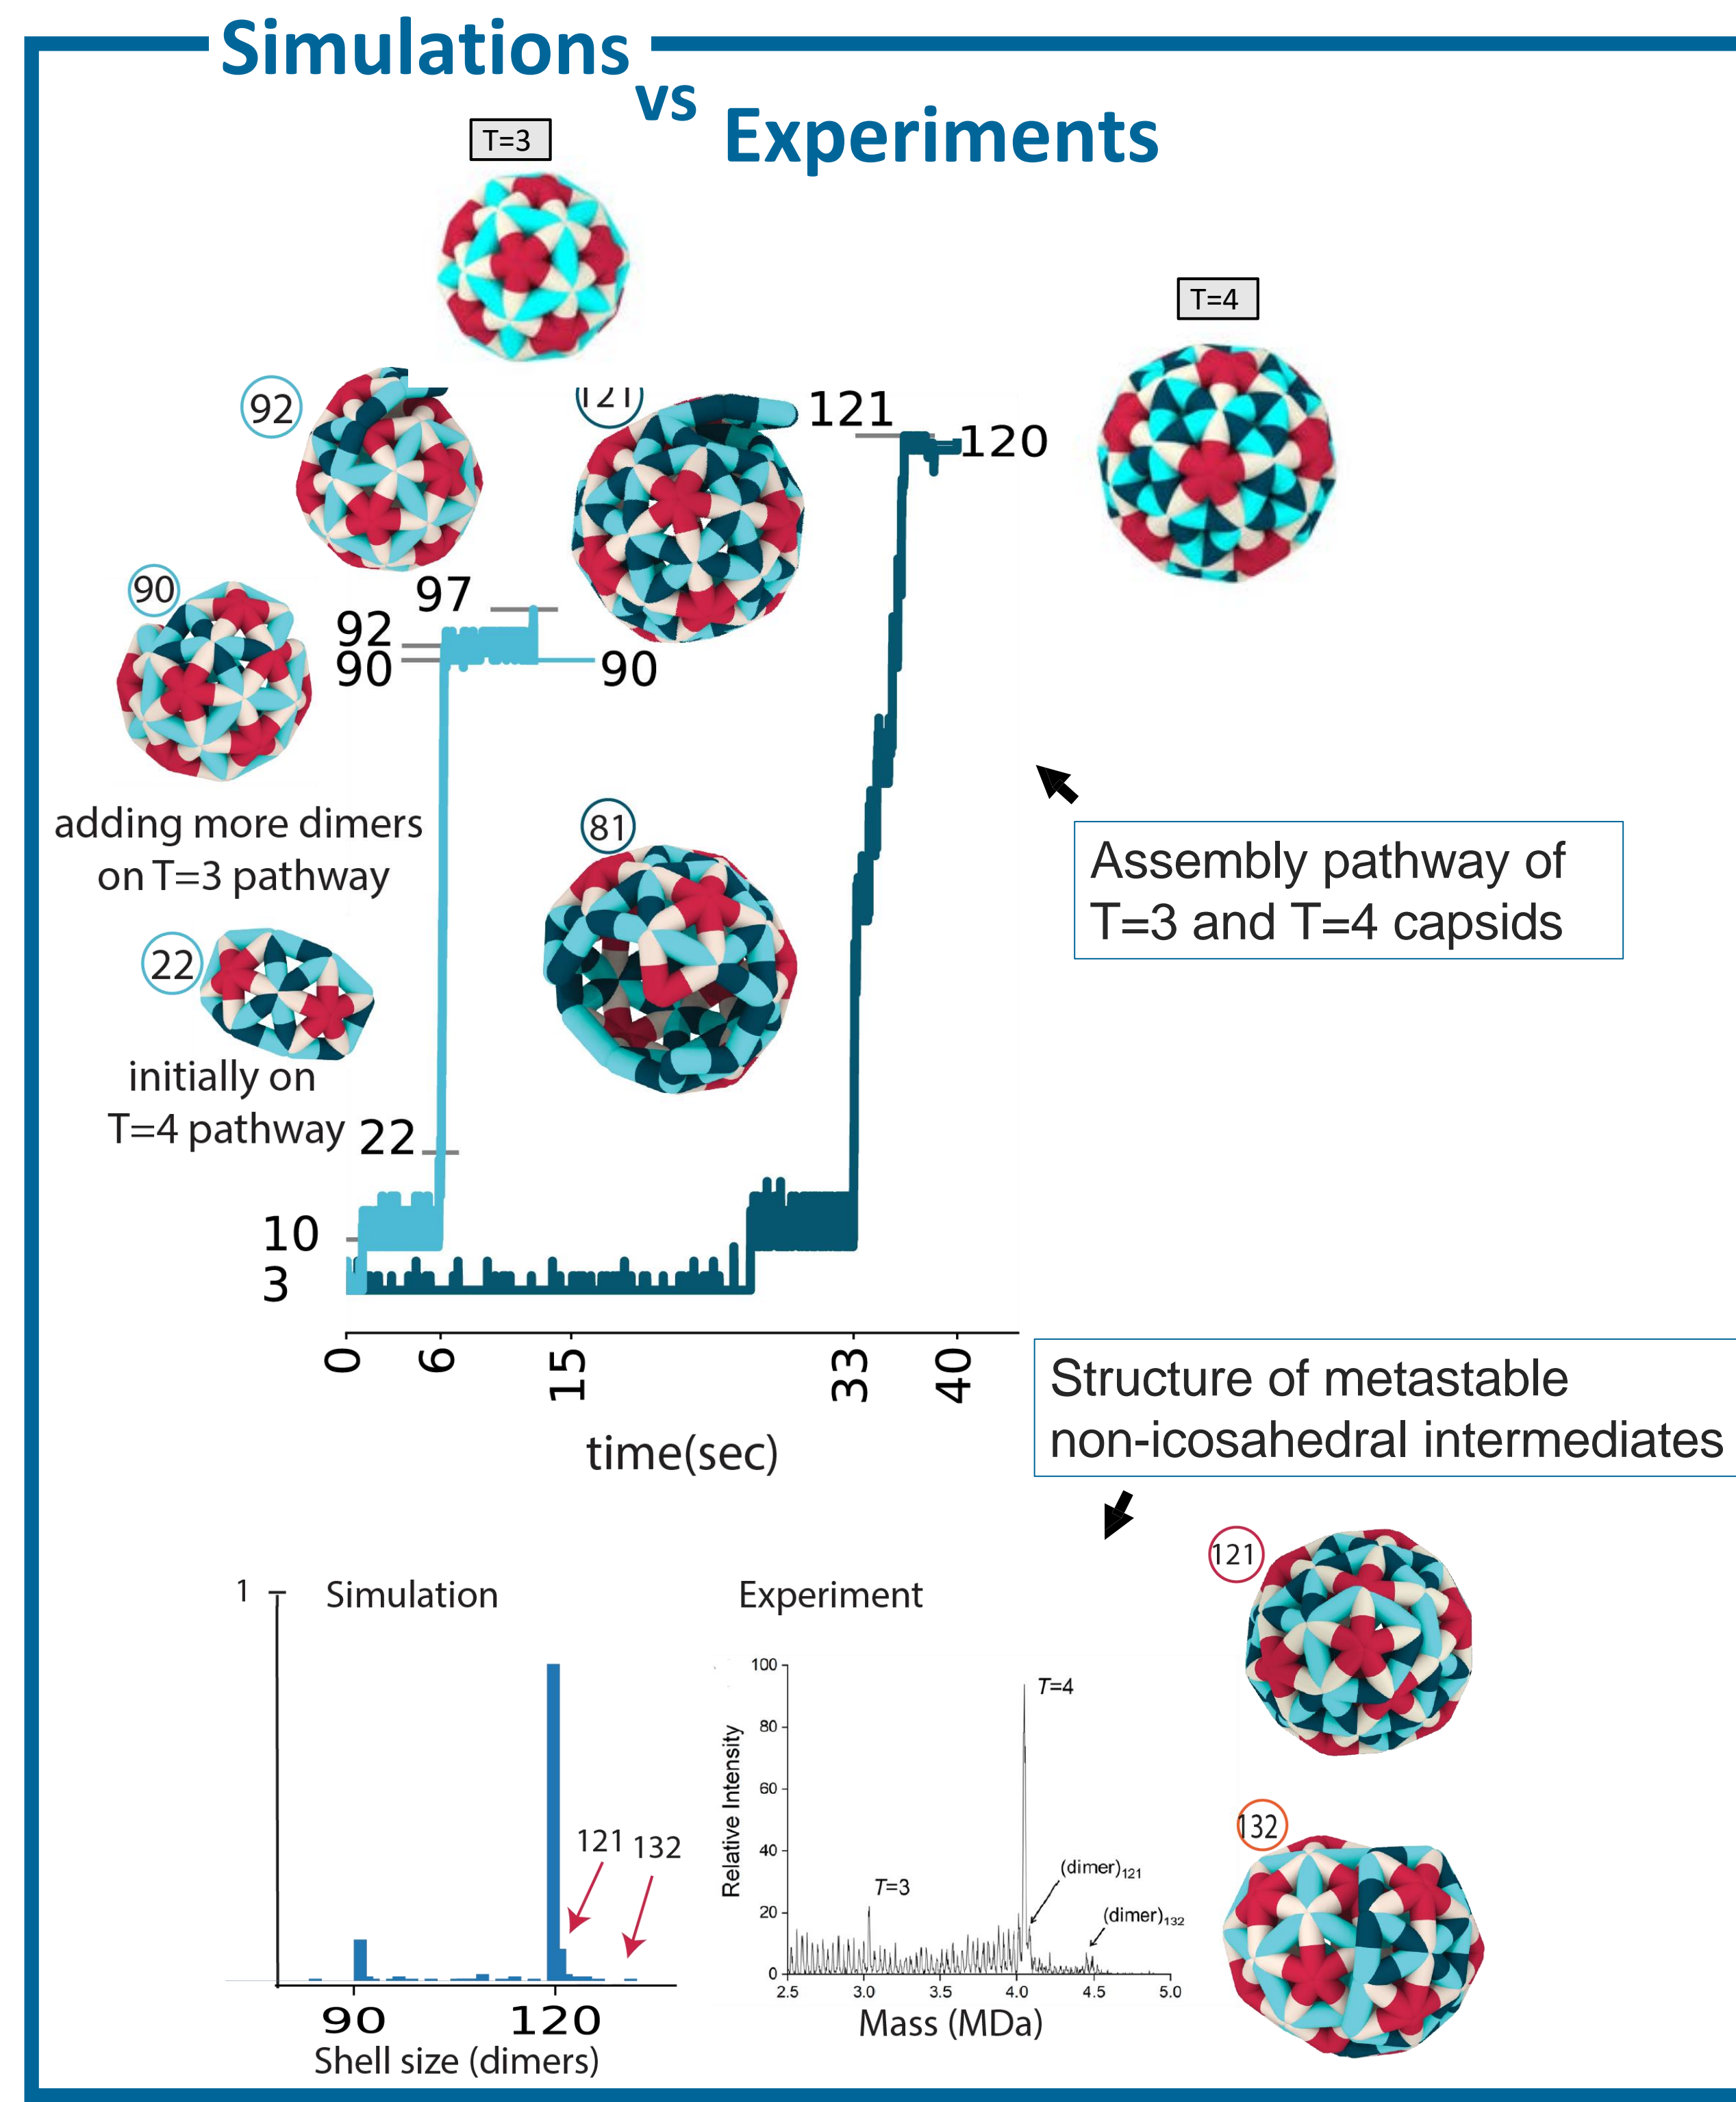 Simulations
vs
Experiments
T=3
T=4
92
121
121
120
90
97
92
90
90
adding more dimers
on T=3 pathway
81
Assembly pathway of
T=3 and T=4 capsids
22
initially on
T=4 pathway
22
10
3
0 6 15 33 40
time(sec)
Structure of metastable
non-icosahedral intermediates
1
Simulation
121 132
90 120
Shell size (dimers)
Experiment
Relative Intensity
100
80
60
40
20
0
T=4
T=3
(dimer)₁₂₁
(dimer)₁₃₂
2.5 3.0 3.5 4.0 4.5 5.0
Mass (MDa)
121
132